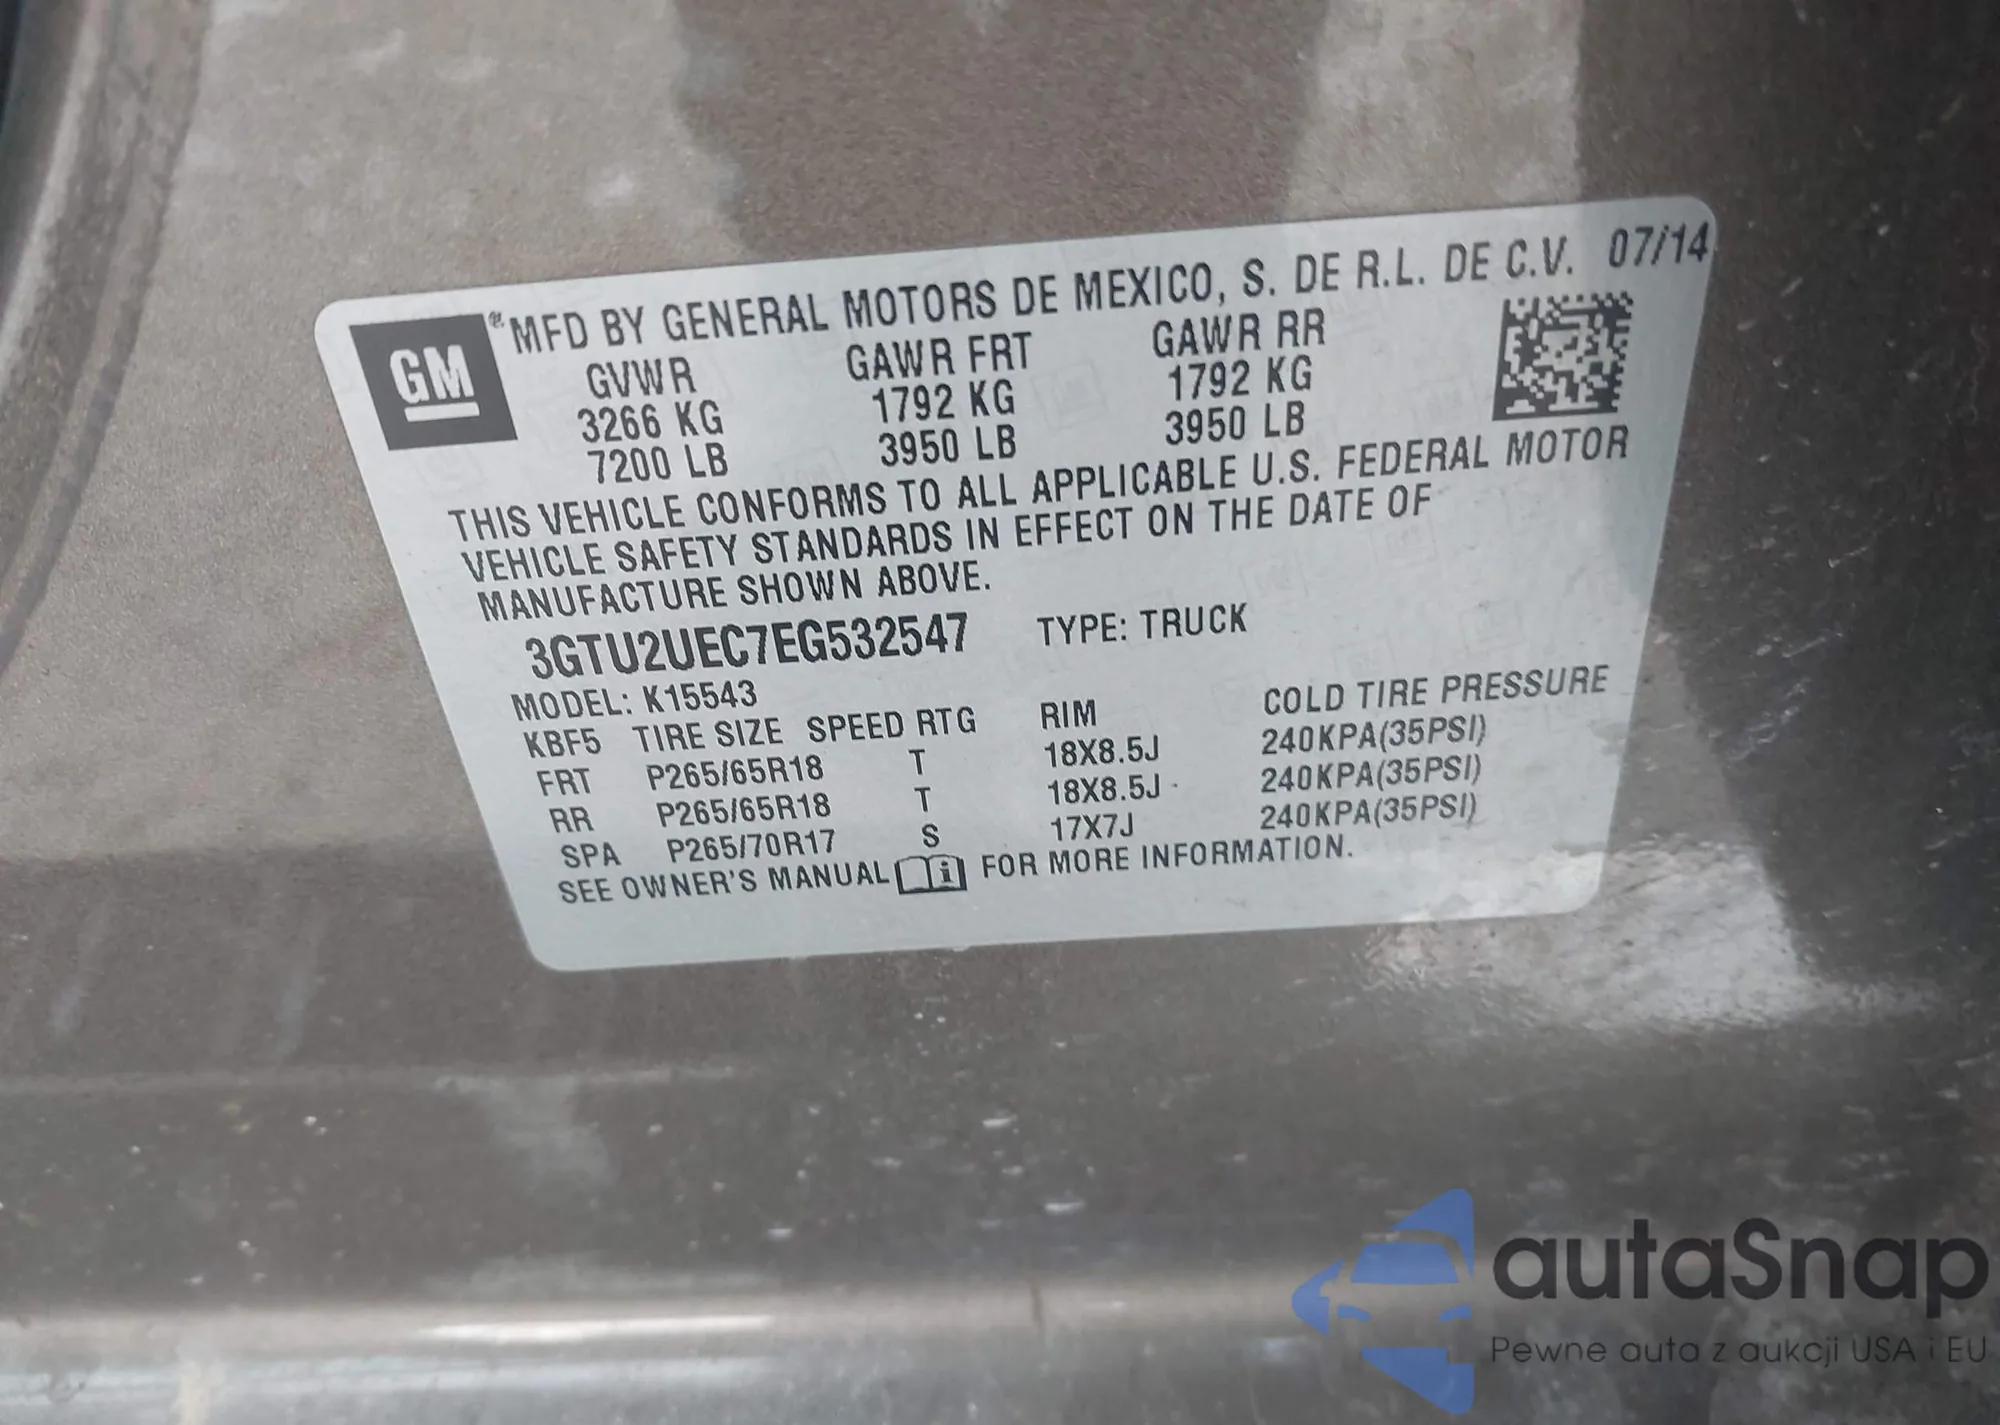 GM
® MFD BY GENERAL MOTORS DE MEXICO, S. DE R.L. DE C.V. 07/14
GVWR GAWR FRT GAWR RR
3266 KG 1792 KG 1792 KG
7200 LB 3950 LB 3950 LB
THIS VEHICLE CONFORMS TO ALL APPLICABLE U.S. FEDERAL MOTOR
VEHICLE SAFETY STANDARDS IN EFFECT ON THE DATE OF
MANUFACTURE SHOWN ABOVE.
3GTU2UEC7EG532547 TYPE: TRUCK
MODEL: K15543
KBF5 TIRE SIZE SPEED RTG RIM COLD TIRE PRESSURE
FRT P265/65R18 T 18X8.5J 240KPA(35PSI)
RR P265/65R18 T 18X8.5J 240KPA(35PSI)
SPA P265/70R17 S 17X7J 240KPA(35PSI)
SEE OWNER'S MANUAL i FOR MORE INFORMATION.
autaSnap
Pewne auta z aukcji USA i EU